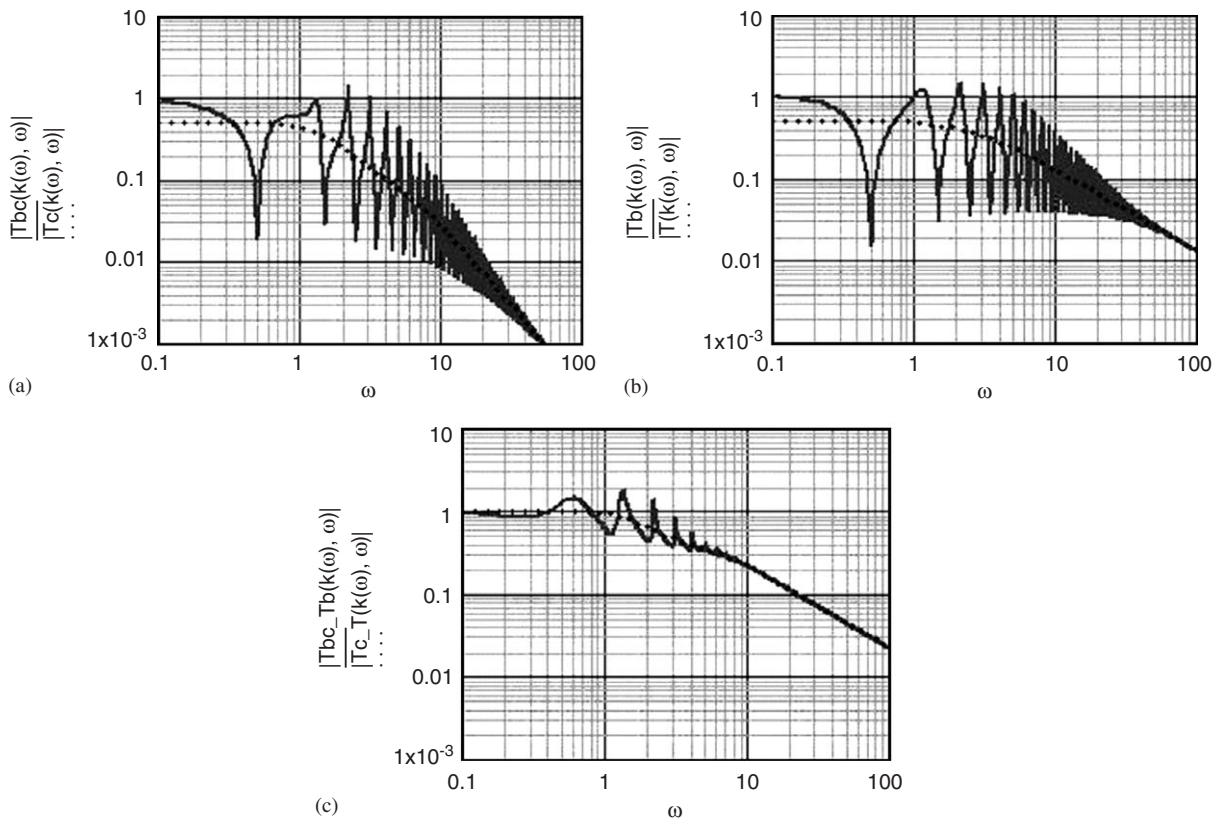 10
1
0.1
0.01
1x10⁻³
|Tbc(k(ω), ω)|
|Tc(k(ω), ω)|
....
0.1
1
10
100
ω
(a)
10
1
0.1
0.01
1x10⁻³
|Tb(k(ω), ω)|
|T(k(ω), ω)|
....
0.1
1
10
100
ω
(b)
10
1
0.1
0.01
1x10⁻³
|Tbc_Tb(k(ω), ω)|
|Tc_T(k(ω), ω)|
....
0.1
1
10
100
ω
(c)